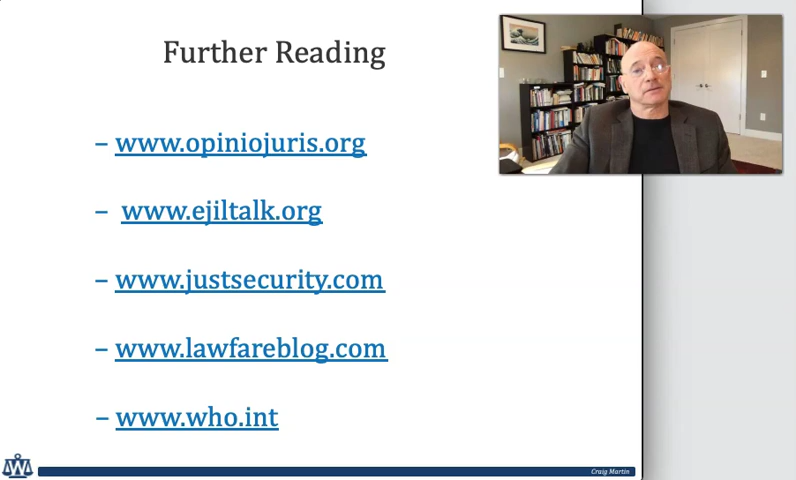 Further Reading
– www.opiniojuris.org
– www.ejiltalk.org
– www.justsecurity.com
– www.lawfareblog.com
– www.who.int
W
Craig Martin